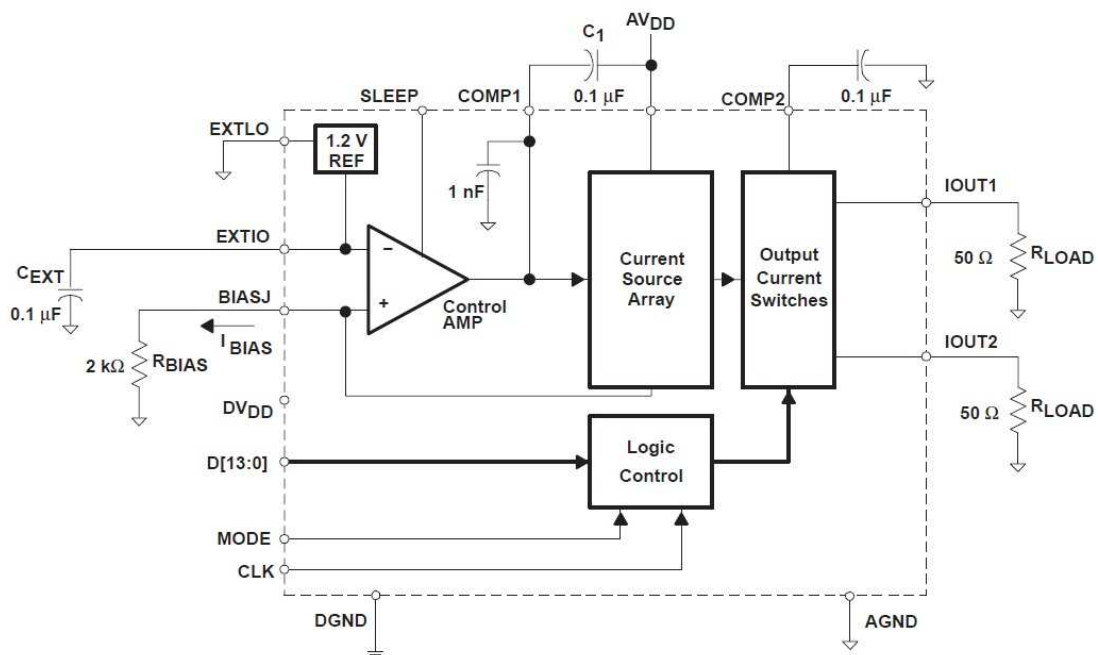 AVDD
C1
0.1 µF
0.1 µF
SLEEP
COMP1
COMP2
EXTLO
1.2 V
REF
1 nF
IOUT1
EXTIO
CEXT
0.1 µF
BIASJ
Control
AMP
Current
Source
Array
Output
Current
Switches
50 Ω
RLOAD
IBIAS
2 kΩ
RBIAS
IOUT2
50 Ω
RLOAD
DVDD
D[13:0]
Logic
Control
MODE
CLK
DGND
AGND
−
+